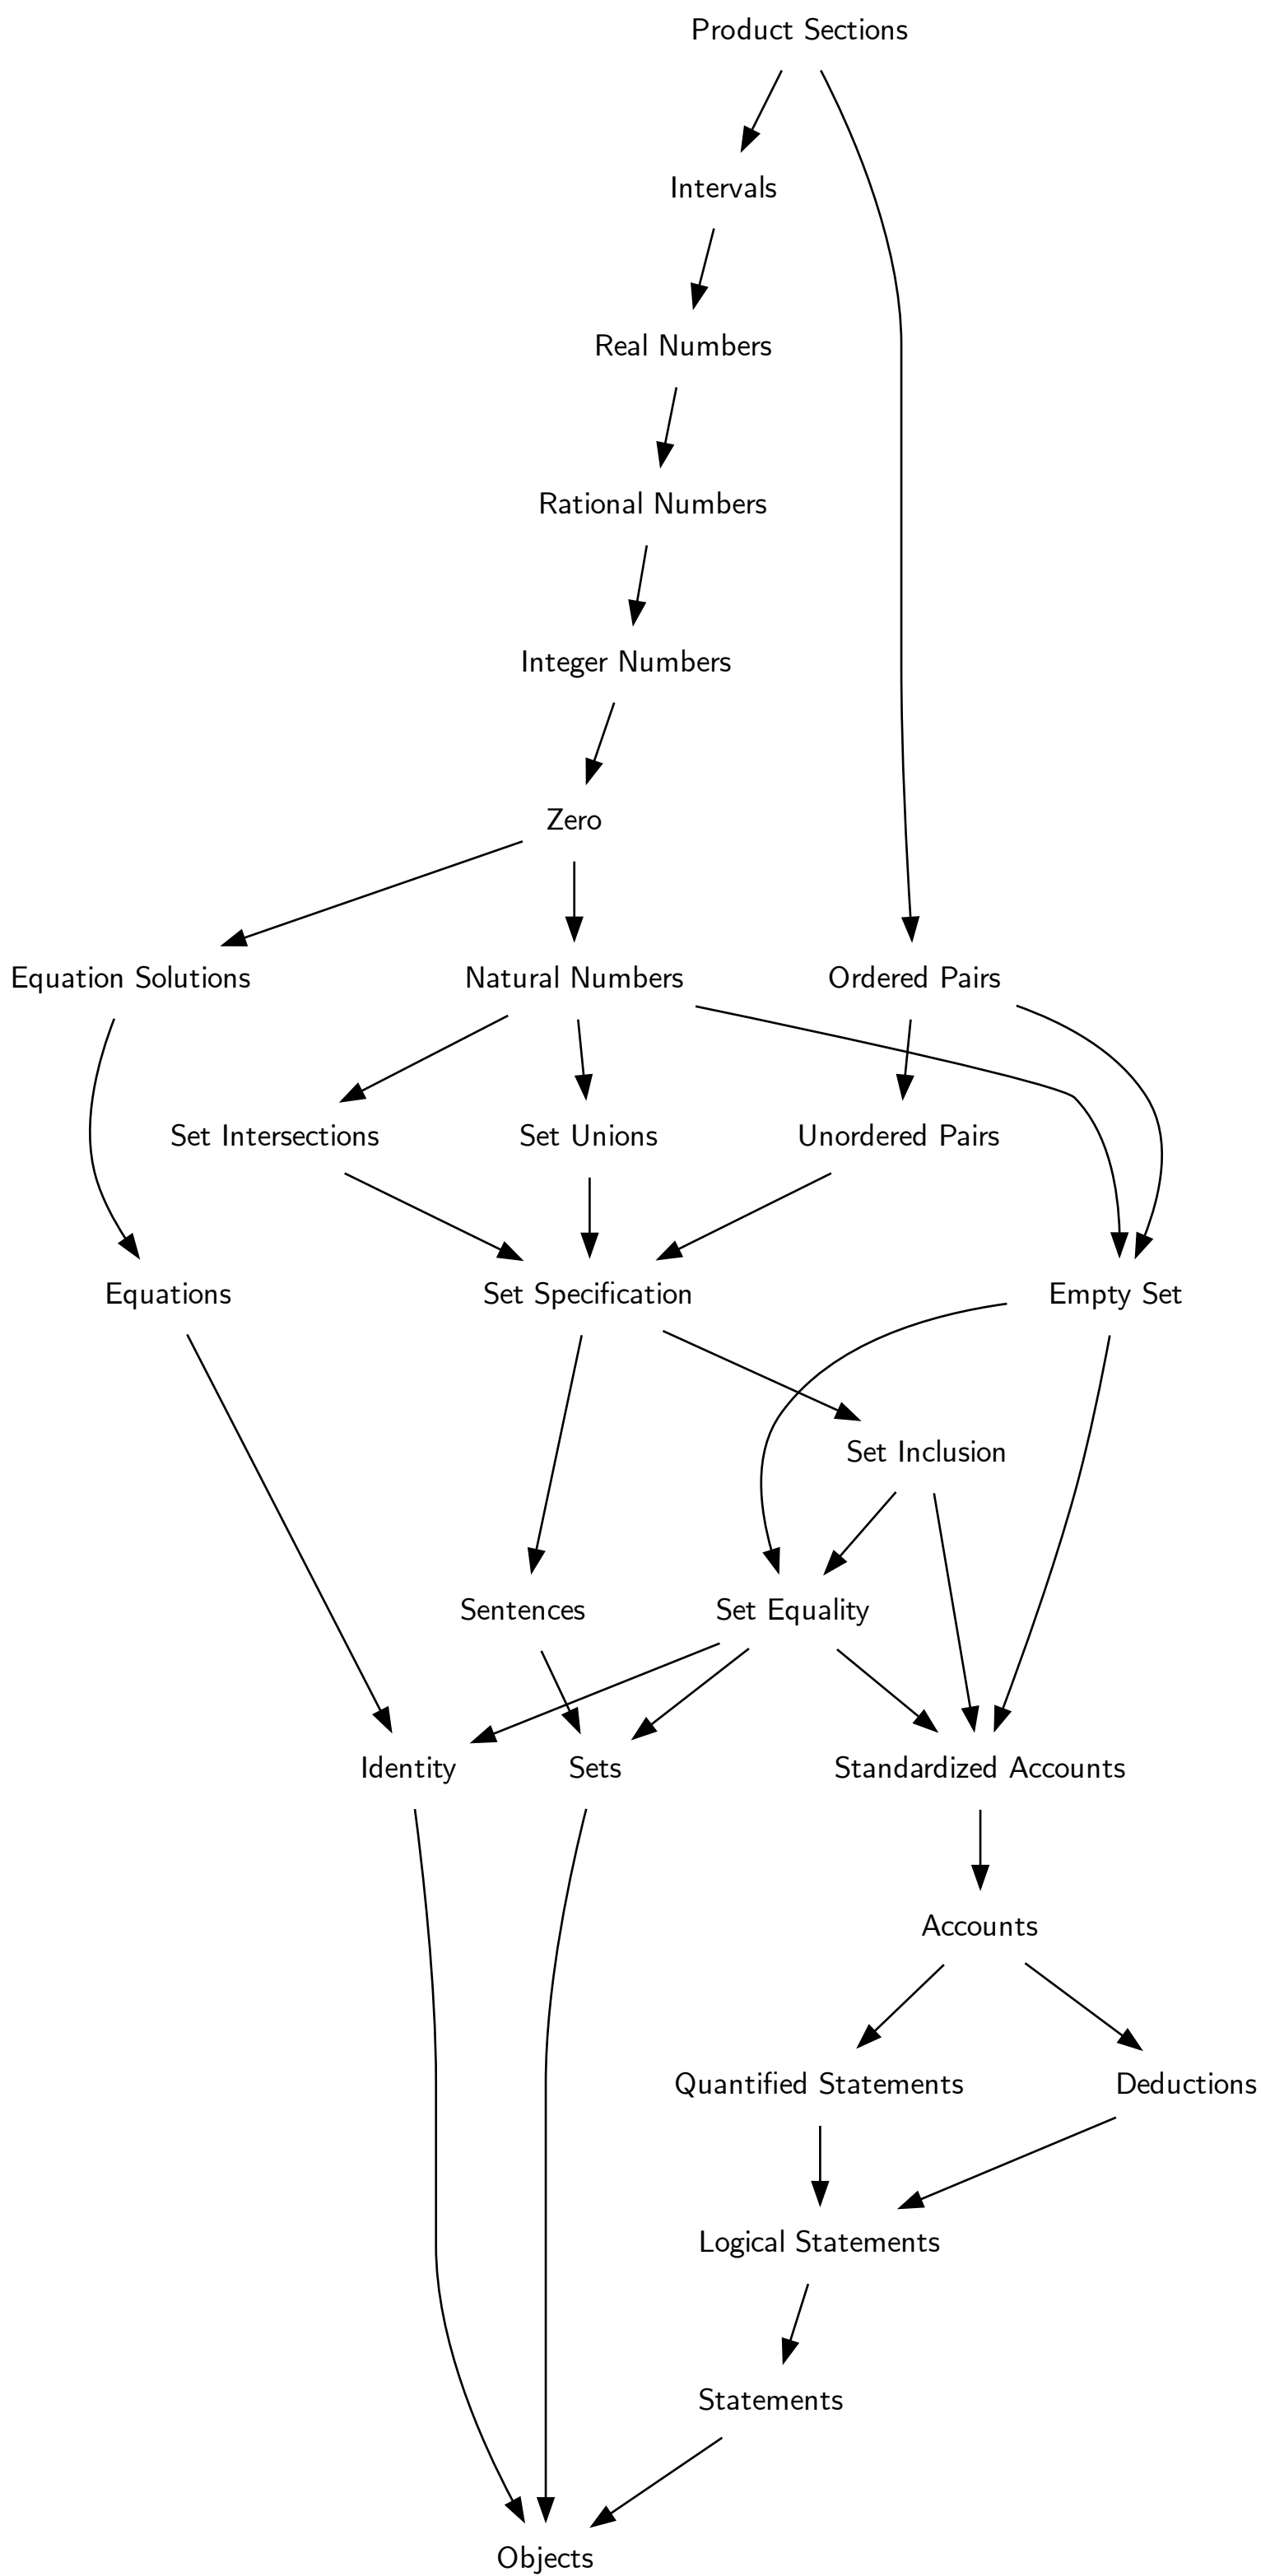 Product Sections
Intervals
Real Numbers
Rational Numbers
Integer Numbers
Zero
Equation Solutions
Natural Numbers
Ordered Pairs
Set Intersections
Set Unions
Unordered Pairs
Equations
Set Specification
Empty Set
Set Inclusion
Sentences
Set Equality
Identity
Sets
Standardized Accounts
Accounts
Quantified Statements
Deductions
Logical Statements
Statements
Objects